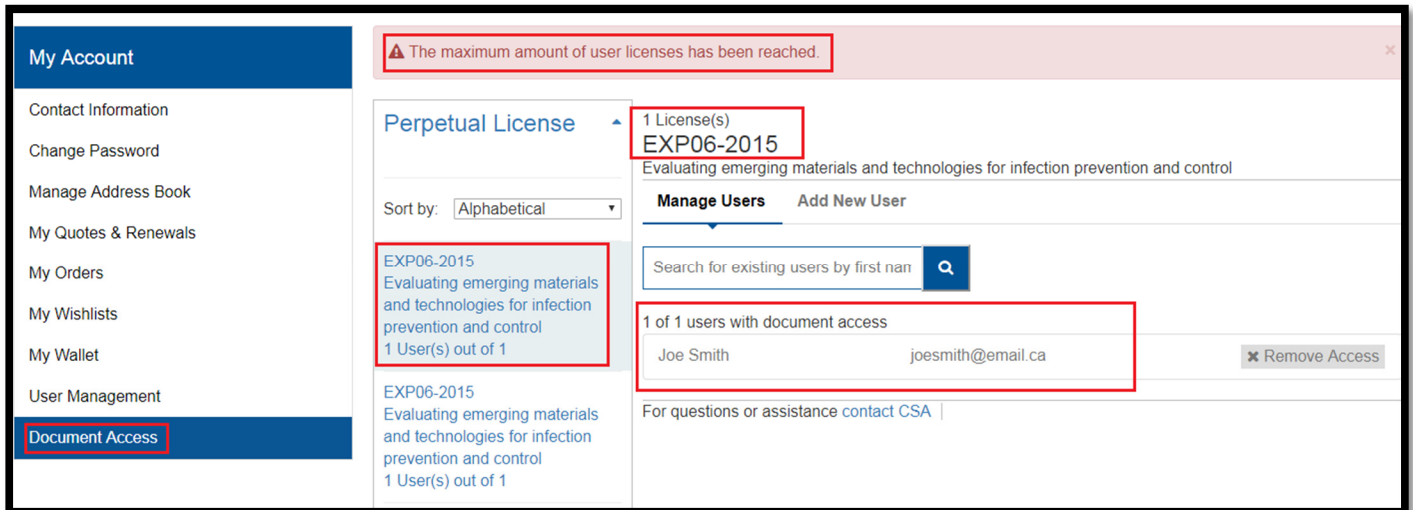 My Account
Contact Information
Change Password
Manage Address Book
My Quotes & Renewals
My Orders
My Wishlists
My Wallet
User Management
Document Access
The maximum amount of user licenses has been reached.
×
Perpetual License
Sort by: Alphabetical
EXP06-2015
Evaluating emerging materials
and technologies for infection
prevention and control
1 User(s) out of 1
EXP06-2015
Evaluating emerging materials
and technologies for infection
prevention and control
1 User(s) out of 1
1 License(s)
EXP06-2015
Evaluating emerging materials and technologies for infection prevention and control
Manage Users Add New User
Search for existing users by first nam
1 of 1 users with document access
Joe Smith joesmith@email.ca ✖ Remove Access
For questions or assistance contact CSA